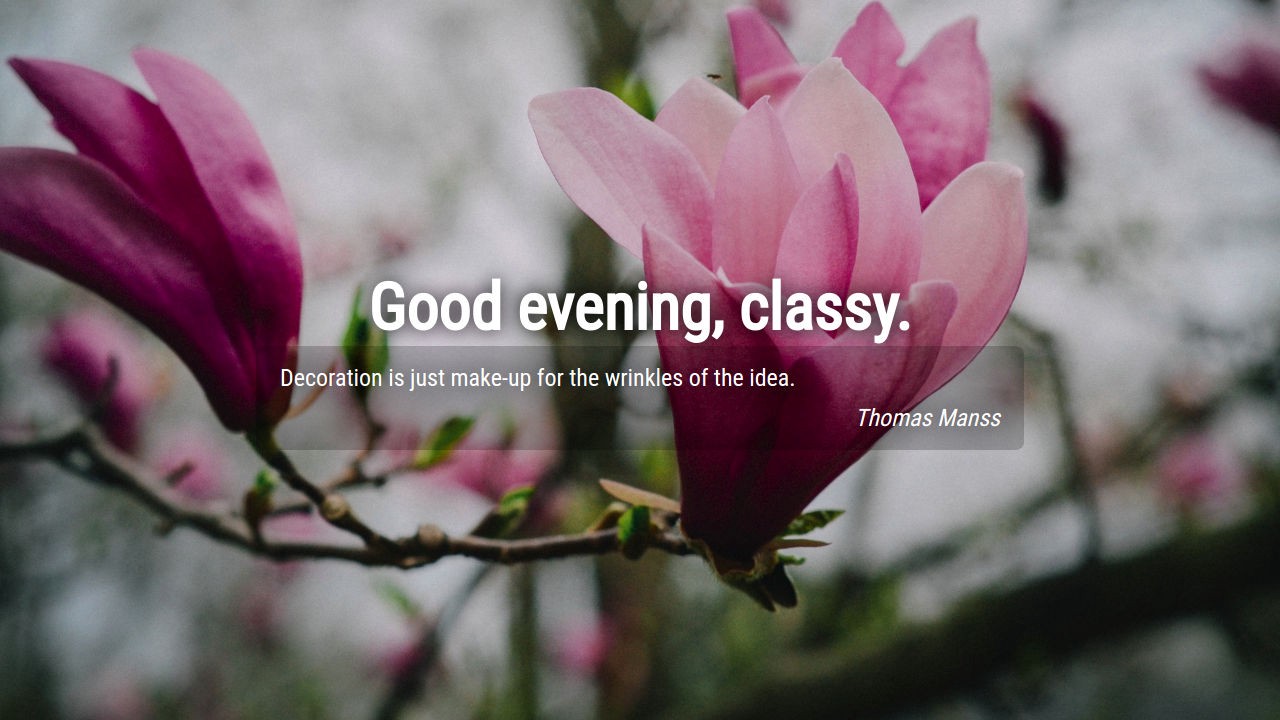 Good evening, classy.
Decoration is just make-up for the wrinkles of the idea.
Thomas Manss